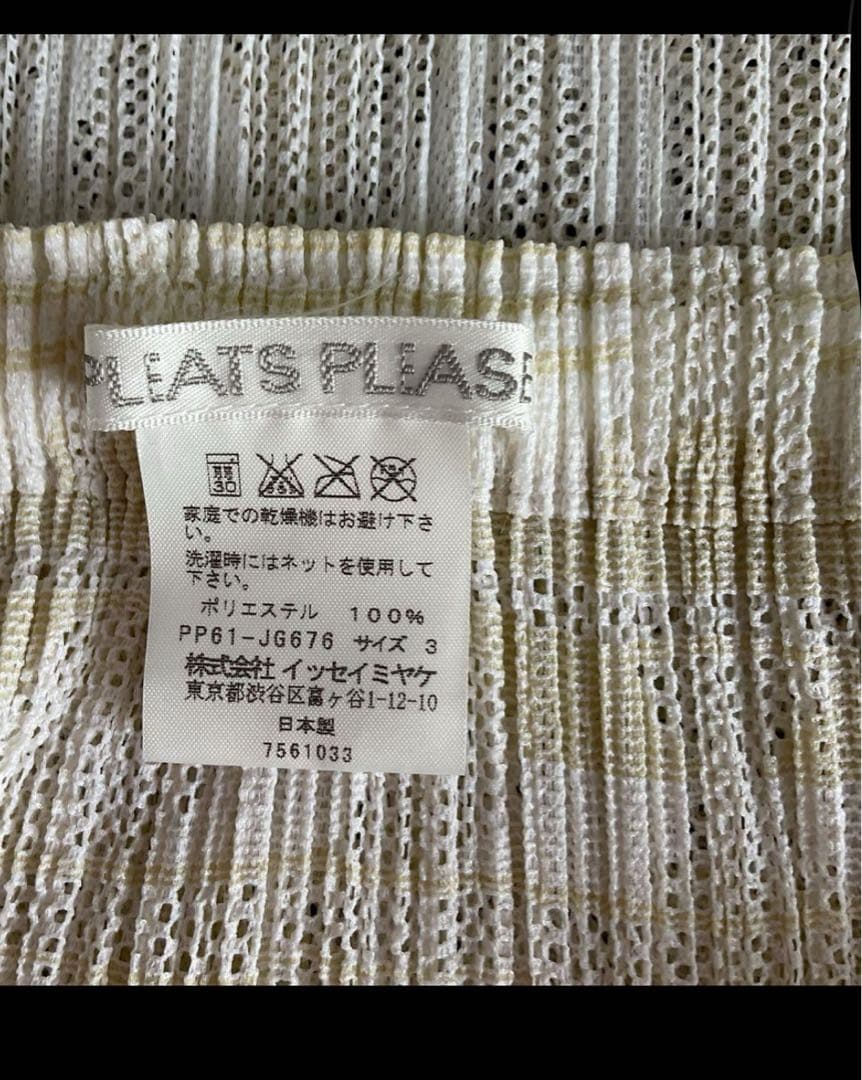 PLEATS PLEASE
弱 30
家庭での乾燥機はお避け下さ
い。
洗濯時にはネットを使用して
下さい。
ポリエステル 100%
PP61-JG676 サイズ 3
株式会社 イッセイミヤケ
東京都渋谷区富ヶ谷1-12-10
日本製
7561033